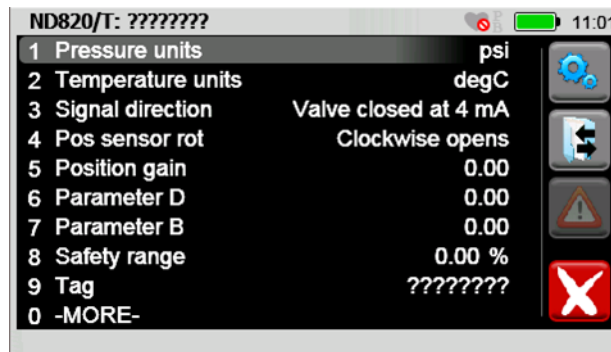 ND820/T: ???????? 11:01
1 Pressure units psi
2 Temperature units degC
3 Signal direction Valve closed at 4 mA
4 Pos sensor rot Clockwise opens
5 Position gain 0.00
6 Parameter D 0.00
7 Parameter B 0.00
8 Safety range 0.00 %
9 Tag ????????
0 -MORE-